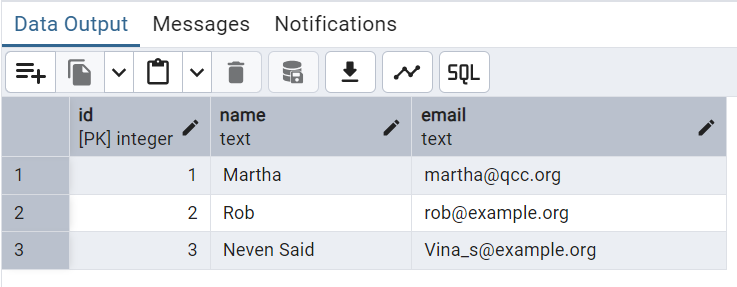 Data Output Messages Notifications
SQL
id name email
[PK] integer text text
1 1 Martha martha@qcc.org
2 2 Rob rob@example.org
3 3 Neven Said Vina_s@example.org